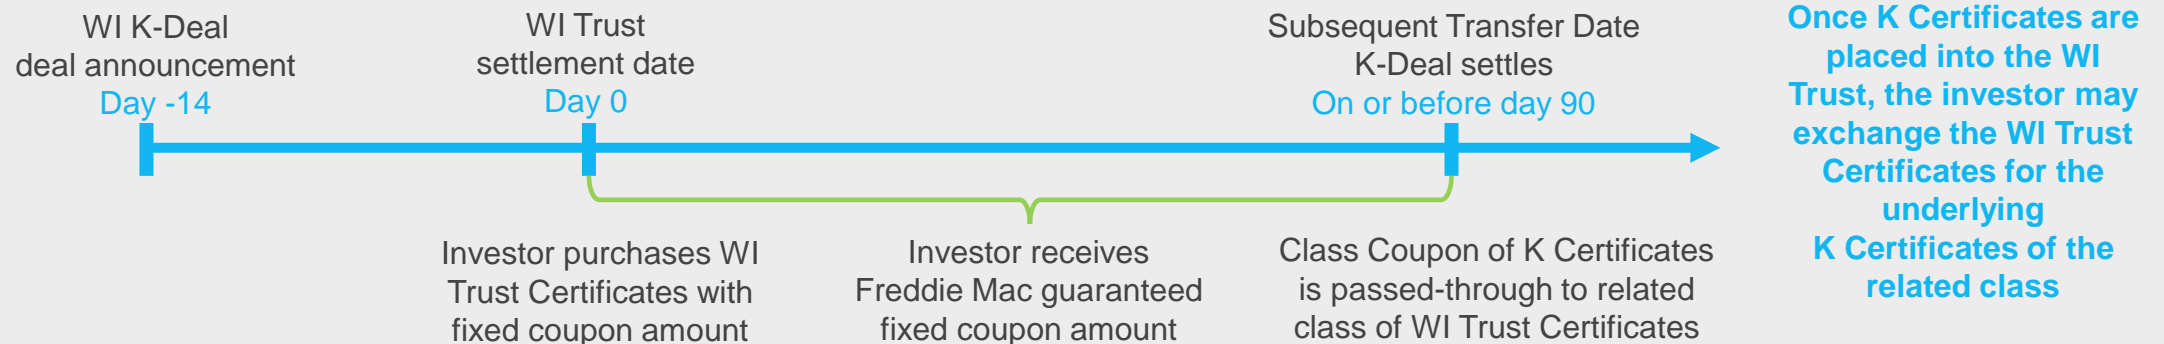 WI K-Deal
deal announcement
Day -14
WI Trust
settlement date
Day 0
Subsequent Transfer Date
K-Deal settles
On or before day 90
Investor purchases WI
Trust Certificates with
fixed coupon amount
Investor receives
Freddie Mac guaranteed
fixed coupon amount
Class Coupon of K Certificates
is passed-through to related
class of WI Trust Certificates
Once K Certificates are
placed into the WI
Trust, the investor may
exchange the WI Trust
Certificates for the
underlying
K Certificates of the
related class